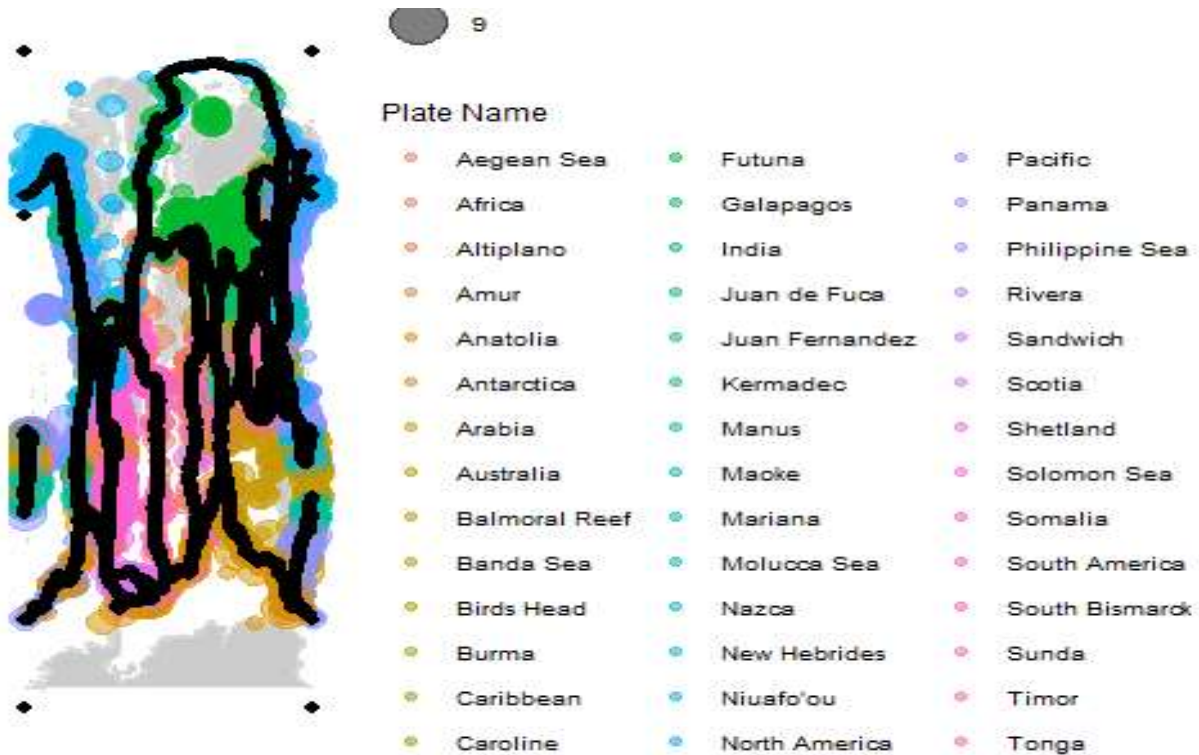 9
Plate Name
Aegean Sea Futuna Pacific
Africa Galapagos Panama
Altiplano India Philippine Sea
Amur Juan de Fuca Rivera
Anatolia Juan Fernandez Sandwich
Antarctica Kermadec Scotia
Arabia Manus Shetland
Australia Maoke Solomon Sea
Balmoral Reef Mariana Somalia
Banda Sea Molucca Sea South America
Birds Head Nazca South Bismarck
Burma New Hebrides Sunda
Caribbean Niuafo'ou Timor
Caroline North America Tonga